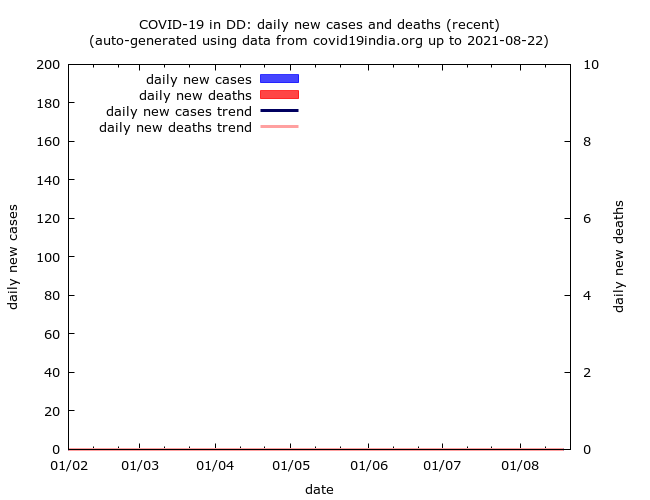 COVID-19 in DD: daily new cases and deaths (recent)
(auto-generated using data from covid19india.org up to 2021-08-22)
daily new cases
daily new deaths
daily new cases trend
daily new deaths trend
200
180
160
140
120
100
80
60
40
20
0
daily new cases
10
8
6
4
2
0
daily new deaths
01/02 01/03 01/04 01/05 01/06 01/07 01/08
date